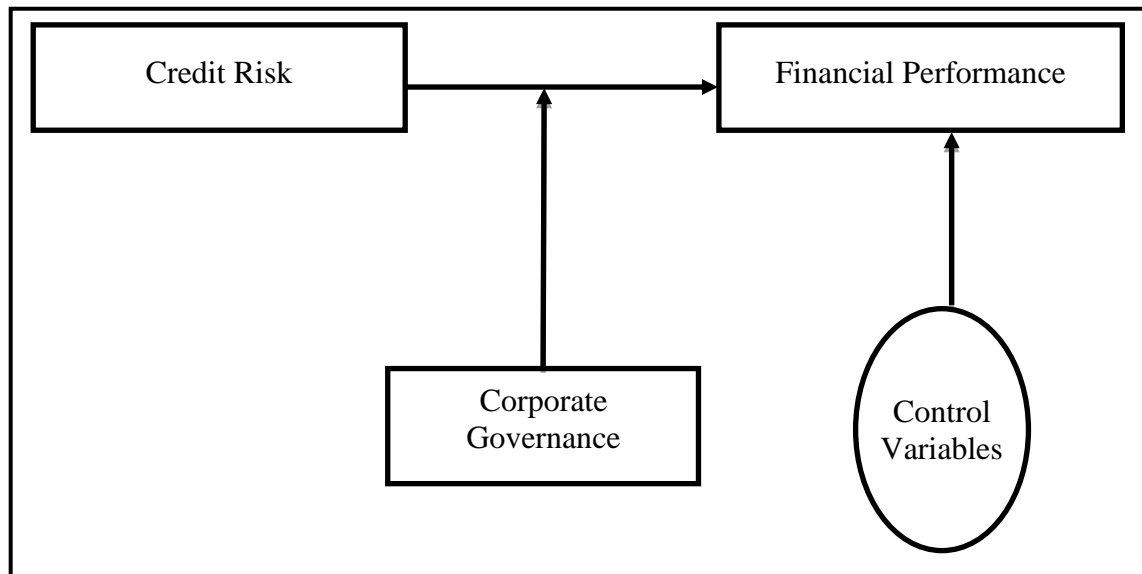 Credit Risk
Financial Performance
Corporate
Governance
Control
Variables